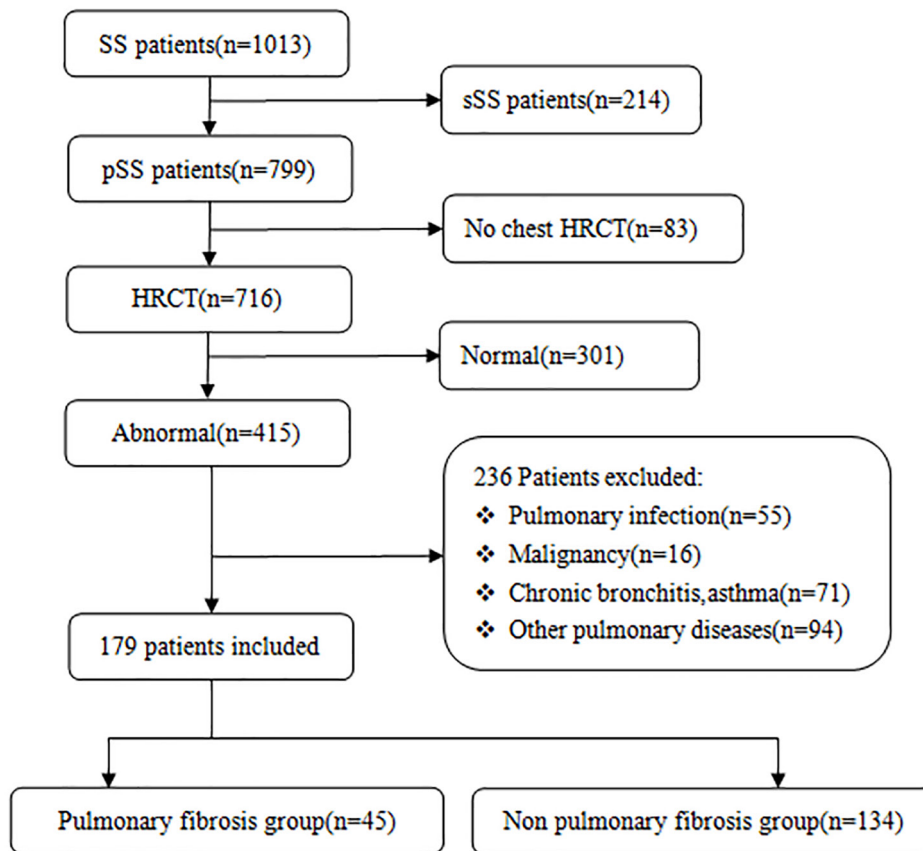 SS patients(n=1013)
sSS patients(n=214)
pSS patients(n=799)
No chest HRCT(n=83)
HRCT(n=716)
Normal(n=301)
Abnormal(n=415)
236 Patients excluded:
❖ Pulmonary infection(n=55)
❖ Malignancy(n=16)
❖ Chronic bronchitis,asthma(n=71)
❖ Other pulmonary diseases(n=94)
179 patients included
Pulmonary fibrosis group(n=45)
Non pulmonary fibrosis group(n=134)